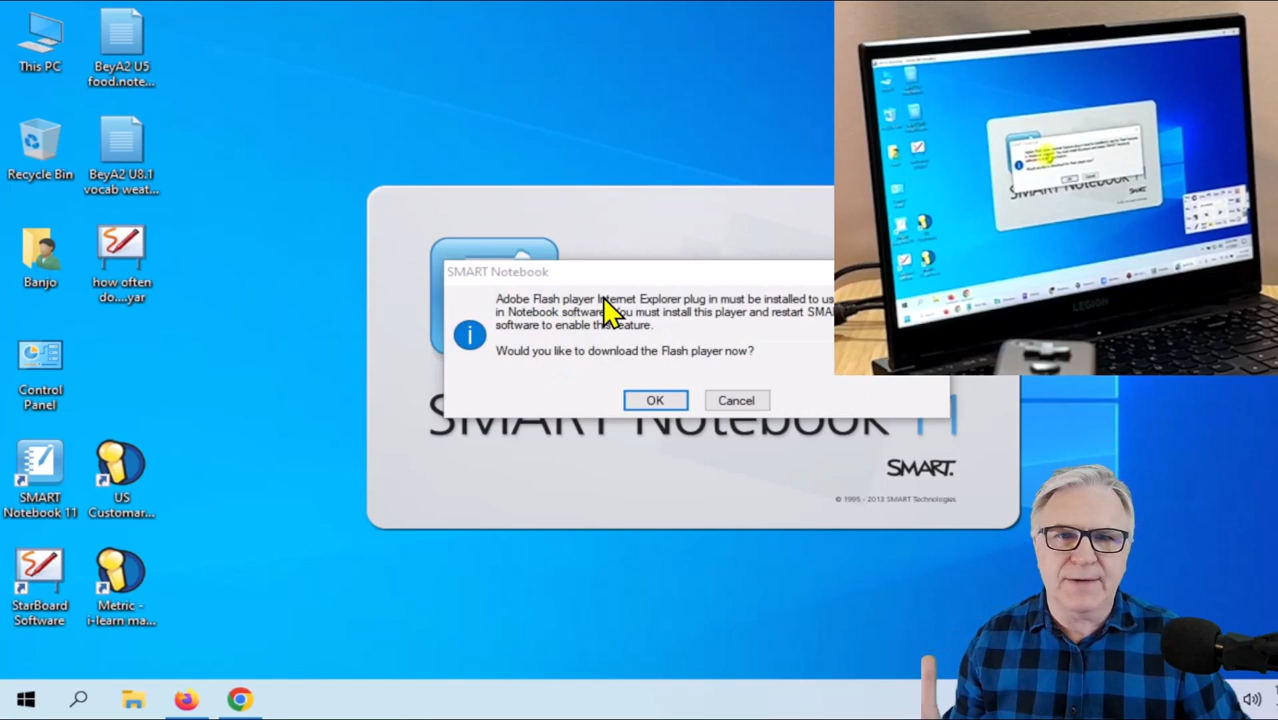 This PC
BeyA2 U5
food.note...
Recycle Bin
BeyA2 U8.1
vocab weat...
Banjo
how often
do....yar
Control
Panel
SMART
Notebook 11
US
Customar...
StarBoard
Software
Metric -
i-learn ma...
SMART Notebook
Adobe Flash player Internet Explorer plug in must be installed to us
in Notebook software. You must install this player and restart SMA
software to enable this feature.
Would you like to download the Flash player now?
OK
Cancel
SMART Notebook 11
SMART.
© 1995 - 2013 SMART Technologies
LEGION